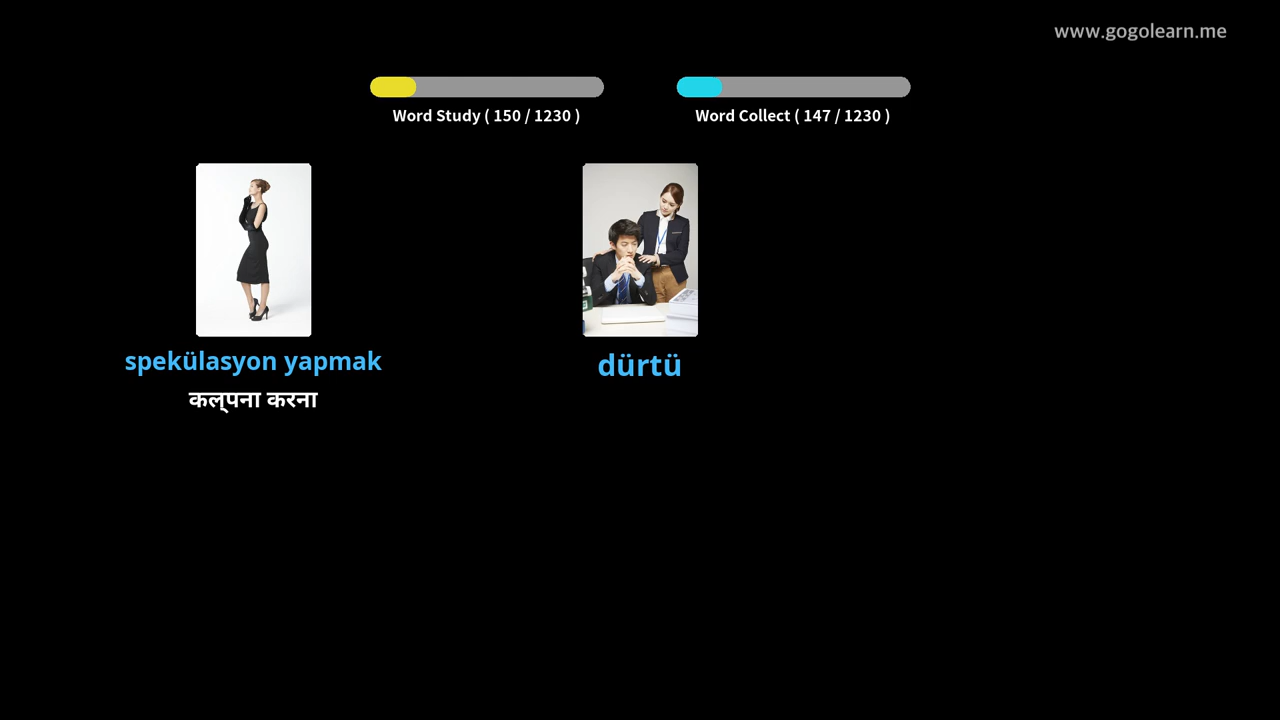 www.gogolearn.me
Word Study ( 150 / 1230 )
Word Collect ( 147 / 1230 )
spekülasyon yapmak
कल्पना करना
dürtü